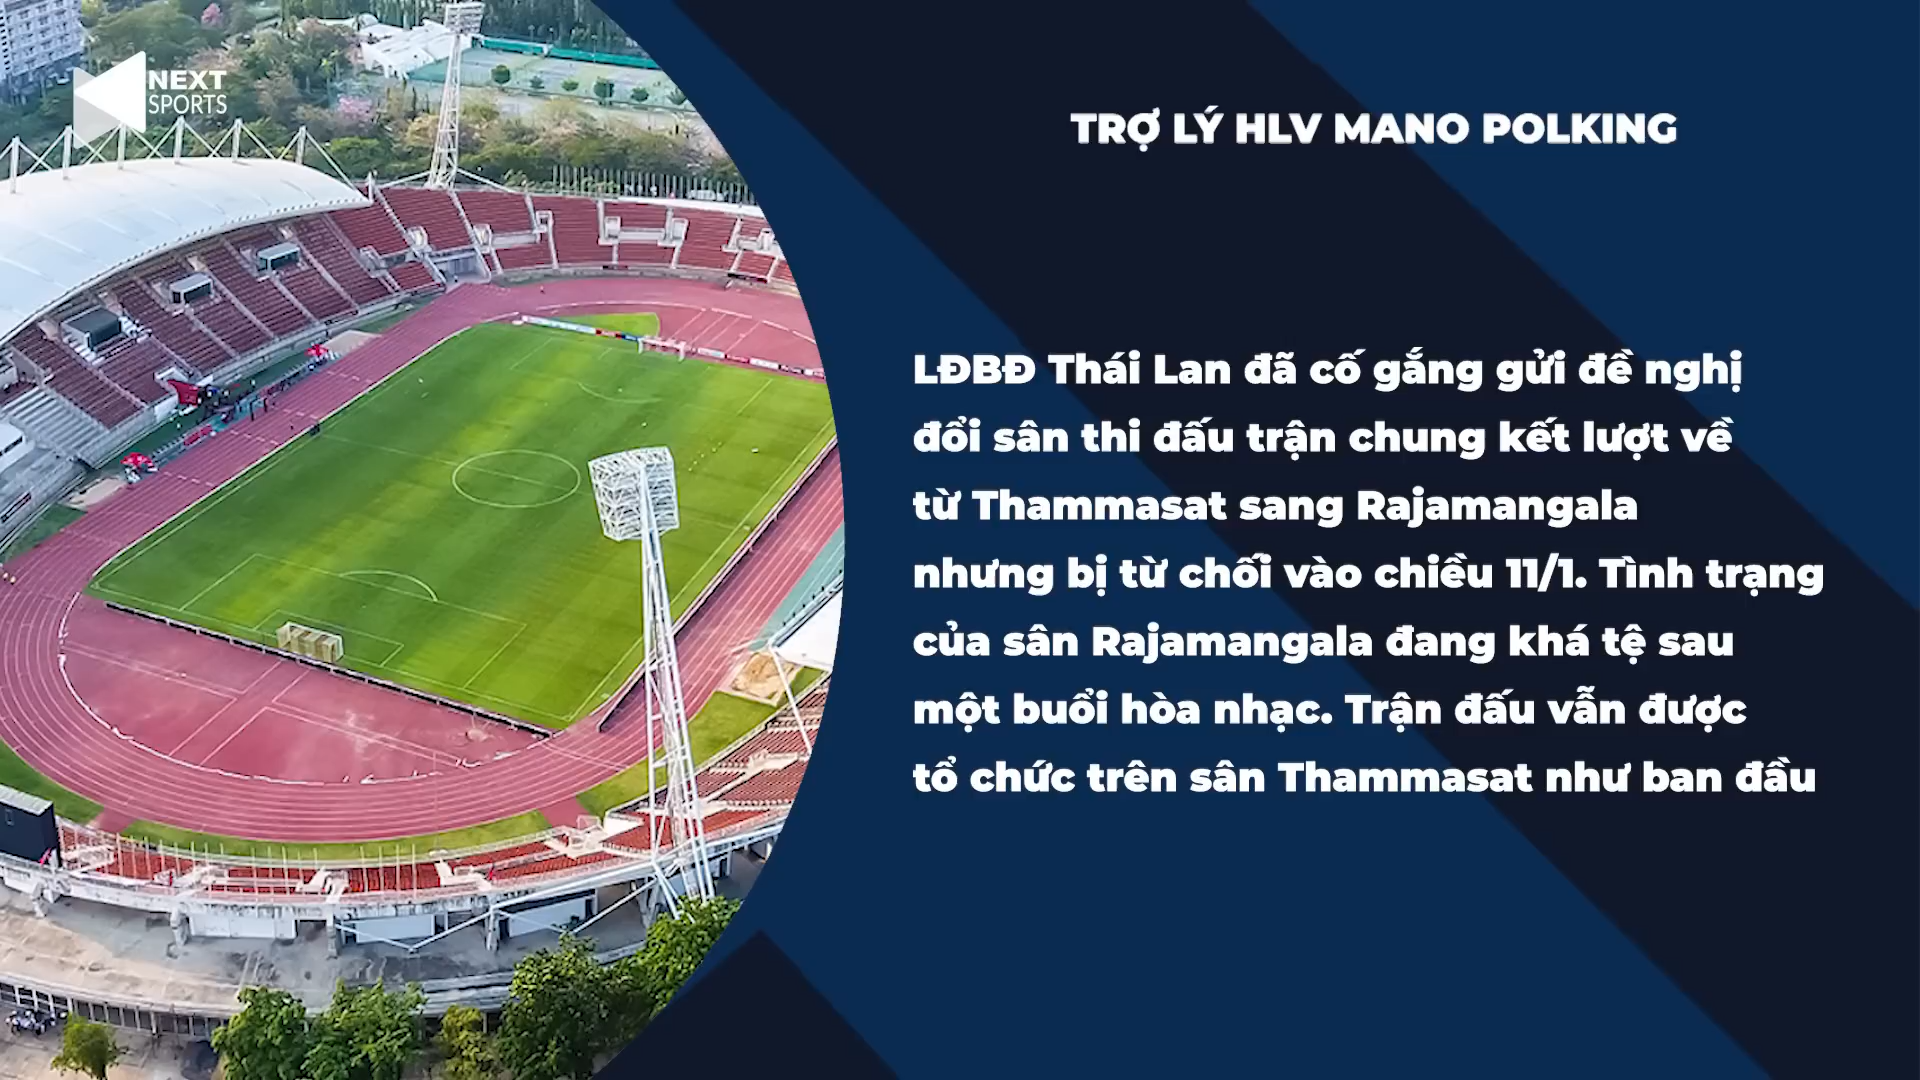 NEXT
SPORTS
TRỢ LÝ HLV MANO POLKING
LĐBĐ Thái Lan đã cố gắng gửi đề nghị
đổi sân thi đấu trận chung kết lượt về
từ Thammasat sang Rajamangala
nhưng bị từ chối vào chiều 11/1. Tình trạng
của sân Rajamangala đang khá tệ sau
một buổi hòa nhạc. Trận đấu vẫn được
tổ chức trên sân Thammasat như ban đầu